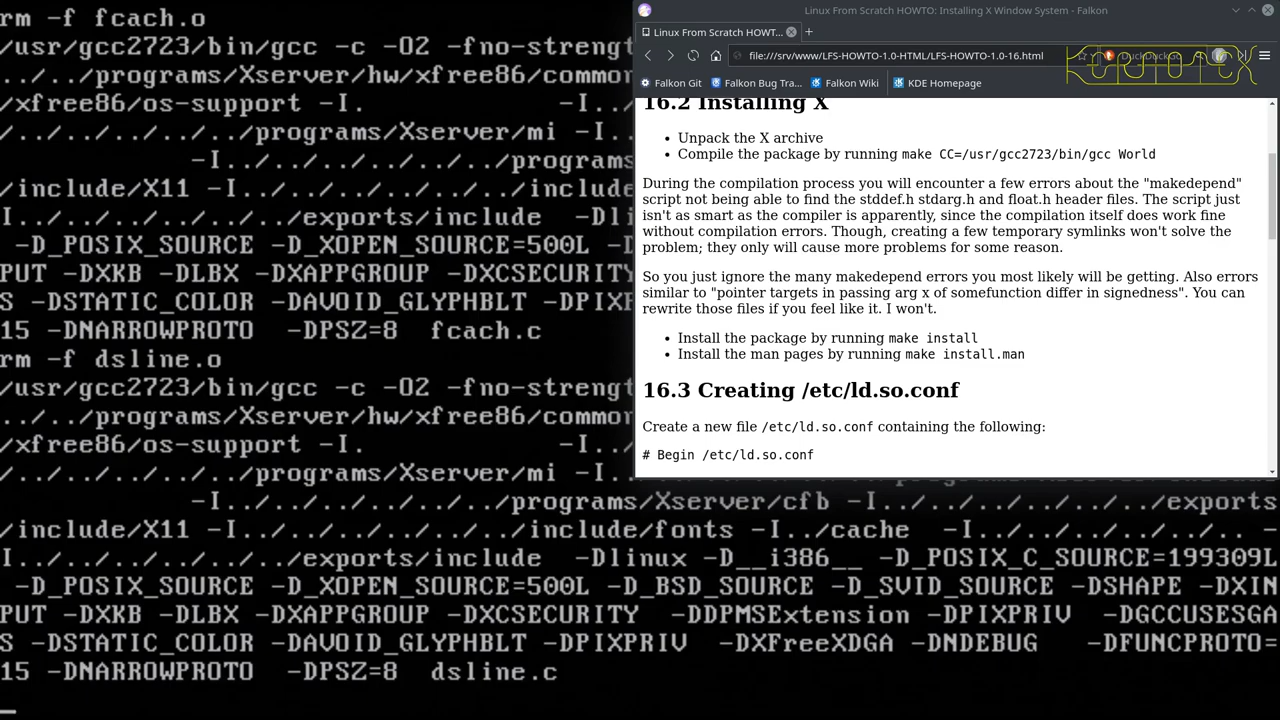 rm -f fcach.o
/usr/gcc2723/bin/gcc -c -O2 -fno-strengt
../../../Xserver/hw/xfree86/common
/xfree86/os-support -I. -I..
/../../../../programs/Xserver/mi -I..
-I../../../../programs
/include/X11 -I../../../../../../
I../../../../../../exports/include -Dli
-D_POSIX_SOURCE -D_XOPEN_SOURCE=500L
PUT -DXKB -DLBX -DXAPPGROUP -DXCSECURITY
S -DSTATIC_COLOR -DAVOID_GLYPHBLT -DPIX
15 -DNARROWPROTO -DPSZ=8 fcach.c
rm -f dsline.o
/usr/gcc2723/bin/gcc -c -O2 -fno-strengt
../../../../programs/Xserver/hw/xfree86/common
/xfree86/os-support -I. -I..
/../../../../programs/Xserver/mi -I..
-I../../../../programs/Xserver/cfb -I../../../../../../exports
/include/X11 -I../../../../../../include/fonts -I../cache -I../../../../../.. -
I../../../../../../exports/include -Dlinux -D__i386__ -D_POSIX_C_SOURCE=199309L
-D_POSIX_SOURCE -D_XOPEN_SOURCE=500L -D_BSD_SOURCE -D_SVID_SOURCE -DSHAPE -DXIN
PUT -DXKB -DLBX -DXAPPGROUP -DXCSECURITY -DDPMSExtension -DPIXPRIV -DGCCUSESGA
S -DSTATIC_COLOR -DAVOID_GLYPHBLT -DPIXPRIV -DXFreeXDGA -DNDEBUG -DFUNCPROTO=
15 -DNARROWPROTO -DPSZ=8 dsline.c
Linux From Scratch HOWTO: Installing X Window System - Falkon
Linux From Scratch HOWT...
file:///srv/www/LFS-HOWTO-1.0-HTML/LFS-HOWTO-1.0-16.html
Falkon Git Falkon Bug Tra... Falkon Wiki KDE Homepage
16.2 Installing X
• Unpack the X archive
• Compile the package by running make CC=/usr/gcc2723/bin/gcc World
During the compilation process you will encounter a few errors about the "makedepend"
script not being able to find the stddef.h stdarg.h and float.h header files. The script just
isn't as smart as the compiler is apparently, since the compilation itself does work fine
without compilation errors. Though, creating a few temporary symlinks won't solve the
problem; they only will cause more problems for some reason.
So you just ignore the many makedepend errors you most likely will be getting. Also errors
similar to "pointer targets in passing arg x of somefunction differ in signedness". You can
rewrite those files if you feel like it. I won't.
• Install the package by running make install
• Install the man pages by running make install.man
16.3 Creating /etc/ld.so.conf
Create a new file /etc/ld.so.conf containing the following:
# Begin /etc/ld.so.conf